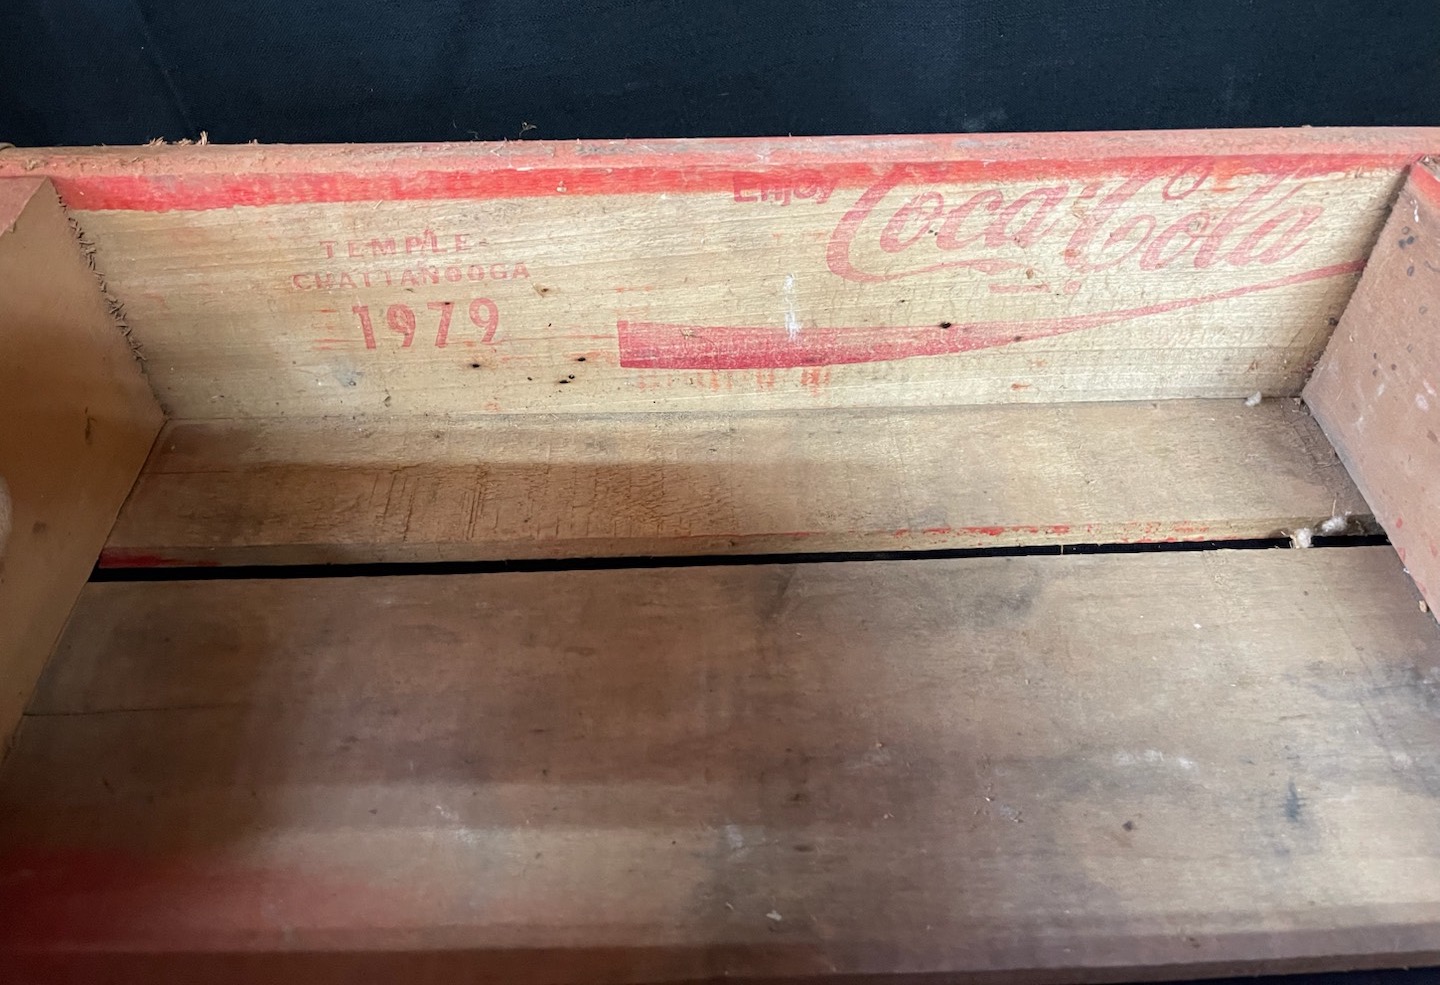 Enjoy
Coca-Cola
TEMPLE-
CHATTANOOGA
1979